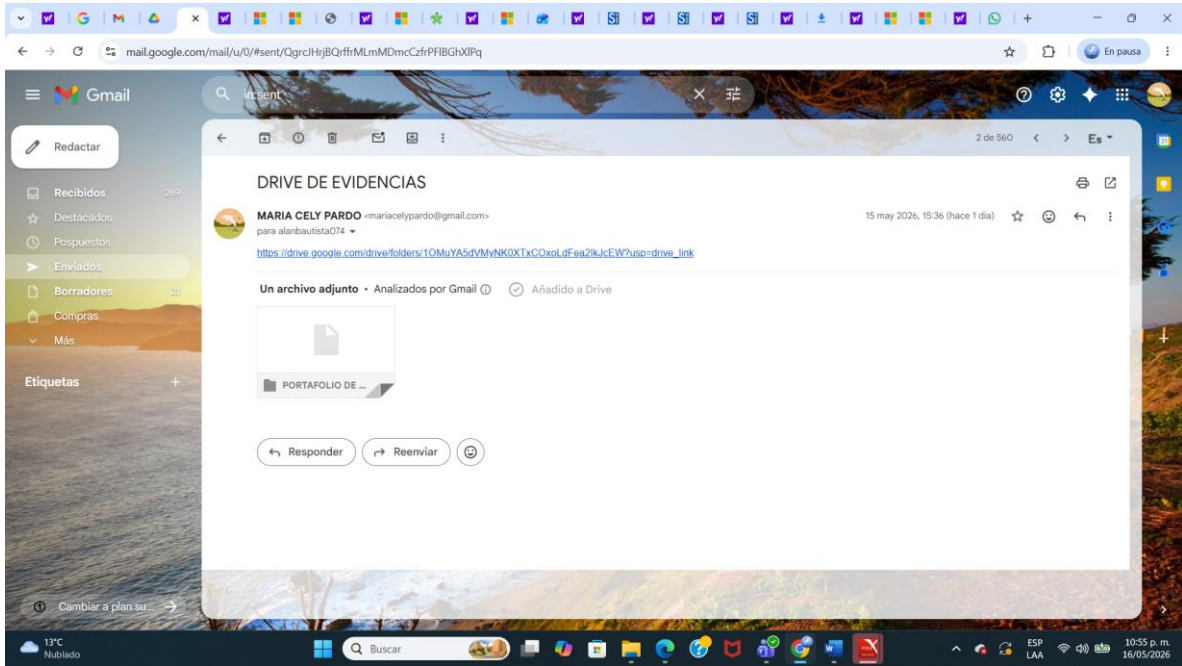 mail.google.com/mail/u/0/#sent/QgrcJHrjBQrffrMLmMDmcCzfrPFlBGhXlPq
En pausa
Gmail
in:sent
Redactar
2 de 560
Es
Recibidos 269
Destacados
Pospuestos
Enviados
Borradores 21
Compras
Más
Etiquetas
DRIVE DE EVIDENCIAS
MARIA CELY PARDO <mariacelypardo@gmail.com>
15 may 2026, 15:36 (hace 1 día)
para alanbautista074
https://drive.google.com/drive/folders/1OMuYA5dVMyNK0XTxCOxoLdFea2lkJcEW?usp=drive_link
Un archivo adjunto • Analizados por Gmail
Añadido a Drive
PORTAFOLIO DE ...
Responder
Reenviar
Cambiar a plan su...
13°C
Nublado
Buscar
ESP
LAA
10:55 p. m.
16/05/2026